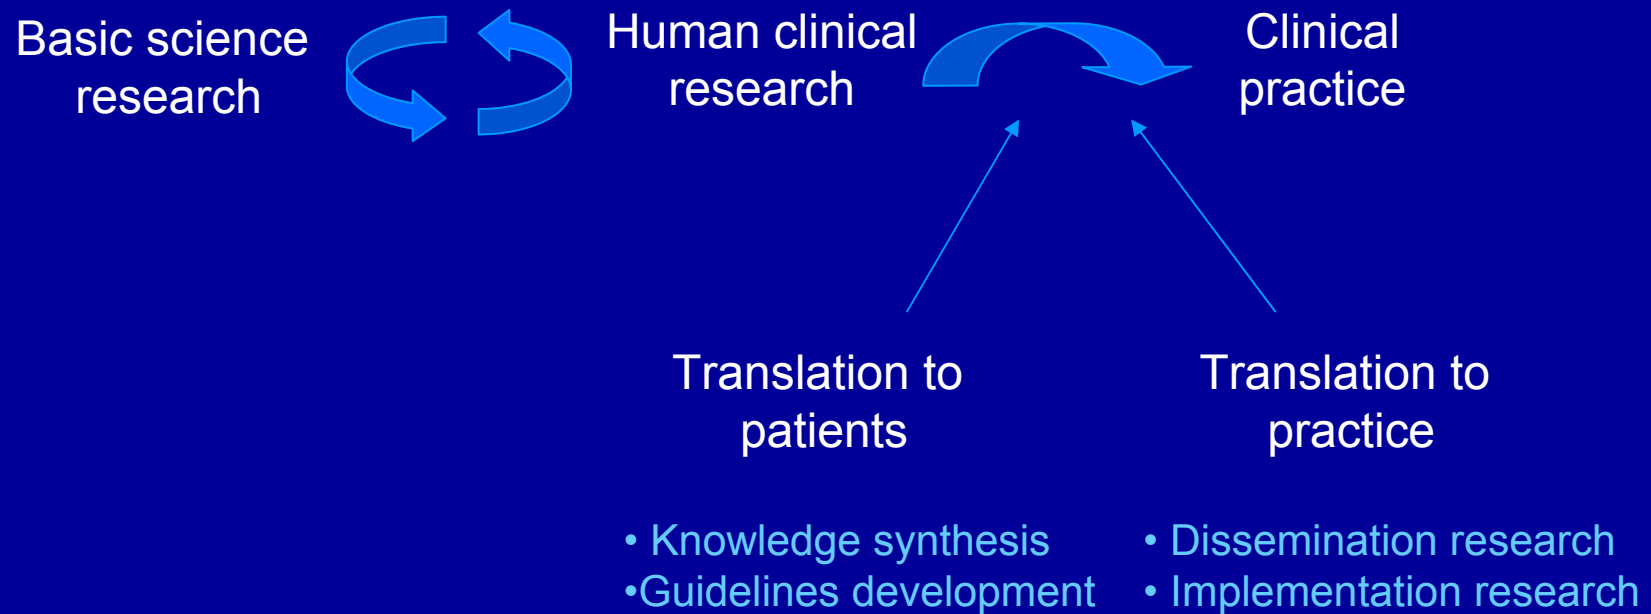 Basic science
research
Human clinical
research
Clinical
practice
Translation to
patients
Translation to
practice
• Knowledge synthesis
•Guidelines development
• Dissemination research
• Implementation research